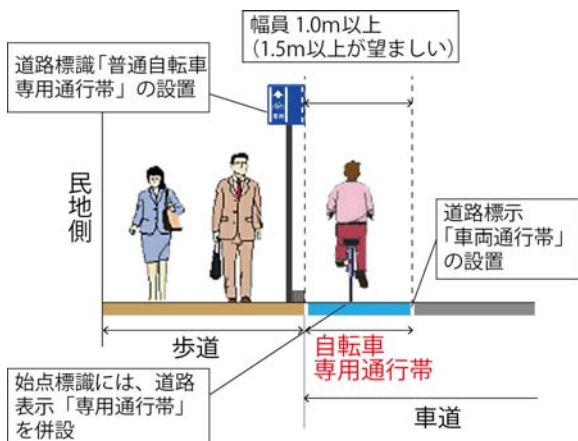 幅員 1.0m以上
(1.5m以上が望ましい)
道路標識「普通自転車
専用通行帯」の設置
民地側
道路標示
「車両通行帯」
の設置
歩道
自転車
専用通行帯
始点標識には、道路
表示「専用通行帯」
を併設
車道